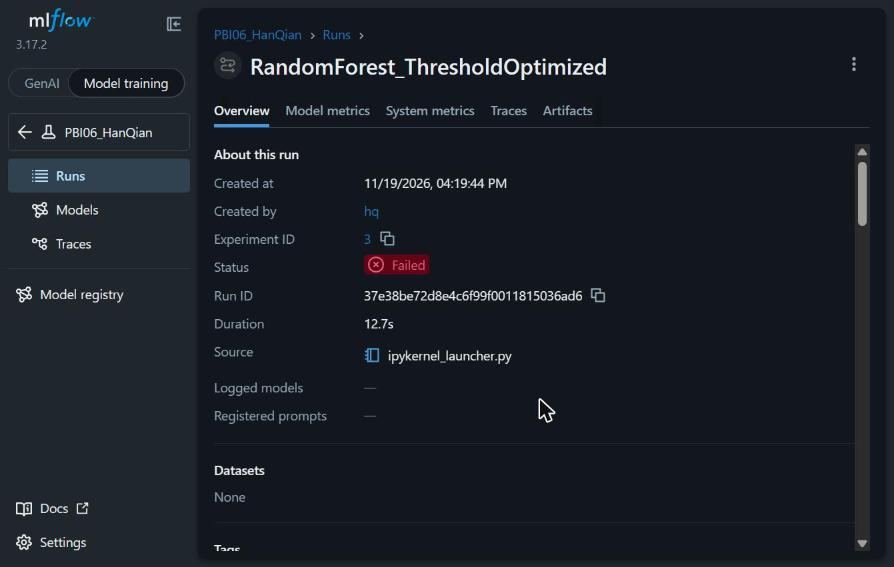 mlflow
3.17.2
GenAI Model training
PBI06_HanQian
Runs
Models
Traces
Model registry
Docs
Settings
PBI06_HanQian > Runs >
RandomForest_ThresholdOptimized
Overview Model metrics System metrics Traces Artifacts
About this run
Created at 11/19/2026, 04:19:44 PM
Created by hq
Experiment ID 3
Status Failed
Run ID 37e38be72d8e4c6f99f0011815036ad6
Duration 12.7s
Source ipykernel_launcher.py
Logged models —
Registered prompts —
Datasets
None
Tags